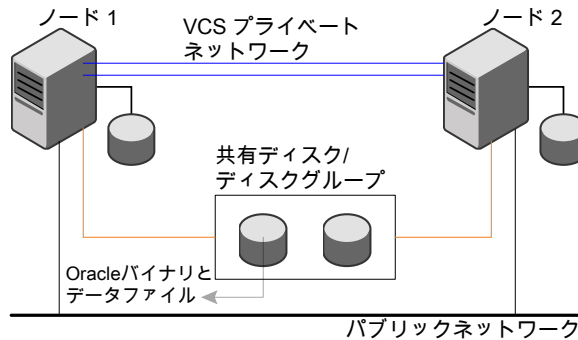 ノード 1
VCS プライベート
ネットワーク
ノード 2
共有ディスク/
ディスクグループ
Oracleバイナリと
データファイル
パブリックネットワーク